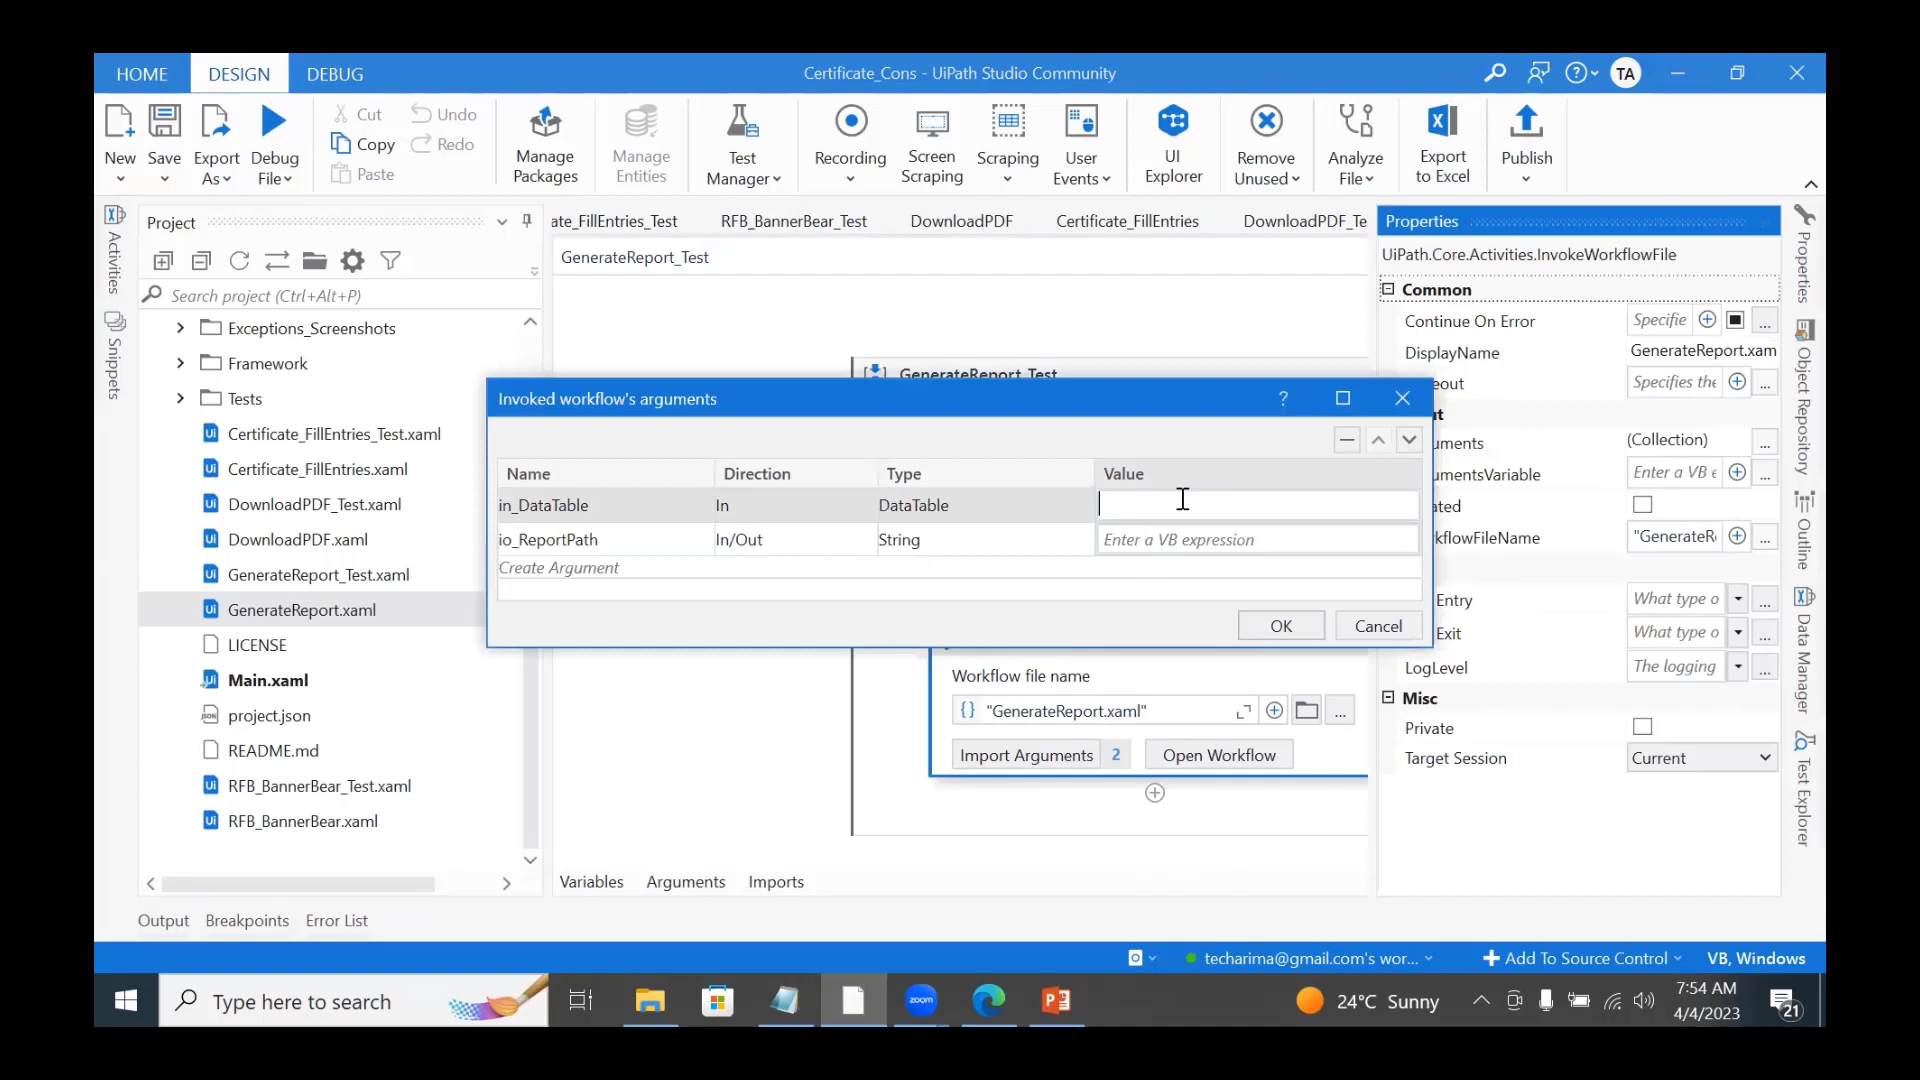 HOME DESIGN DEBUG Certificate_Cons - UiPath Studio Community TA
New Save Export As Debug File Cut Copy Paste Undo Redo Manage Packages Manage Entities Test Manager Recording Screen Scraping Scraping User Events UI Explorer Remove Unused Analyze File Export to Excel Publish
Activities
Snippets
Project
Search project (Ctrl+Alt+P)
Exceptions_Screenshots
Framework
Tests
Certificate_FillEntries_Test.xaml
Certificate_FillEntries.xaml
DownloadPDF_Test.xaml
DownloadPDF.xaml
GenerateReport_Test.xaml
GenerateReport.xaml
LICENSE
Main.xaml
project.json
README.md
RFB_BannerBear_Test.xaml
RFB_BannerBear.xaml
ate_FillEntries_Test RFB_BannerBear_Test DownloadPDF Certificate_FillEntries DownloadPDF_Te
GenerateReport_Test
GenerateReport_Test
Invoked workflow's arguments ?
Name Direction Type Value
in_DataTable In DataTable
io_ReportPath In/Out String Enter a VB expression
Create Argument
OK Cancel
Workflow file name
"GenerateReport.xaml" ...
Import Arguments 2 Open Workflow
Variables Arguments Imports
Properties
UiPath.Core.Activities.InvokeWorkflowFile
Common
Continue On Error Specifie ...
DisplayName GenerateReport.xam
eout Specifies the ...
ut
uments (Collection) ...
umentsVariable Enter a VB e ...
ated
rkflowFileName "GenerateR ...
Entry What type o ...
Exit What type o ...
LogLevel The logging ...
Misc
Private
Target Session Current
Properties
Object Repository
Outline
Data Manager
Test Explorer
Output Breakpoints Error List
techarima@gmail.com's wor... Add To Source Control VB, Windows
Type here to search zoom 24°C Sunny 7:54 AM
4/4/2023 21